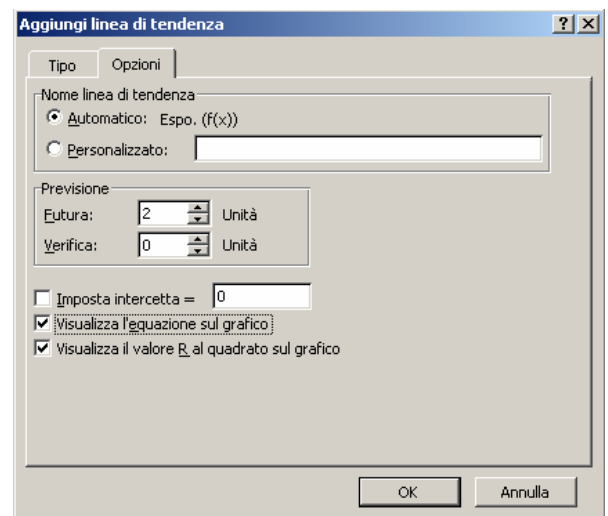 Aggiungi linea di tendenza
Tipo Opzioni
Nome linea di tendenza
Automatico: Espo. (f(x))
Personalizzato:
Previsione
Futura: 2 Unità
Verifica: 0 Unità
Imposta intercetta = 0
Visualizza l'equazione sul grafico
Visualizza il valore R al quadrato sul grafico
OK Annulla